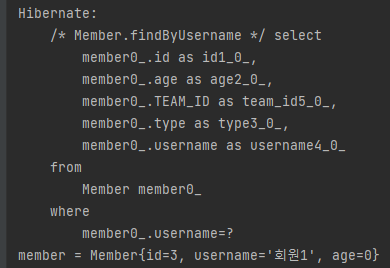 Hibernate:
/* Member.findByUsername */ select
member0_.id as id1_0_,
member0_.age as age2_0_,
member0_.TEAM_ID as team_id5_0_,
member0_.type as type3_0_,
member0_.username as username4_0_
from
Member member0_
where
member0_.username=?
member = Member{id=3, username='회원1', age=0}